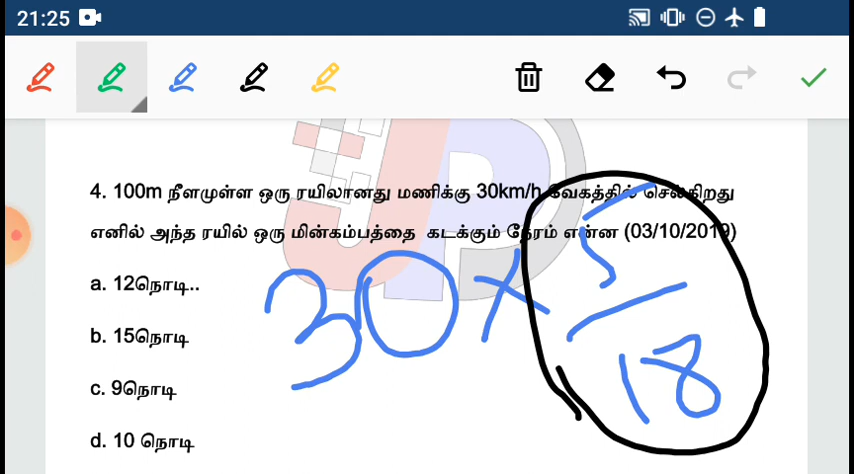 21:25
4. 100m நீளமுள்ள ஒரு ரயிலானது மணிக்கு 30km/h வேகத்தில் செல்கிறது
எனில் அந்த ரயில் ஒரு மின்கம்பத்தை கடக்கும் நேரம் என்ன (03/10/2019)
a. 12நொடி..
30 × 5
18
b. 15நொடி
c. 9நொடி
d. 10 நொடி